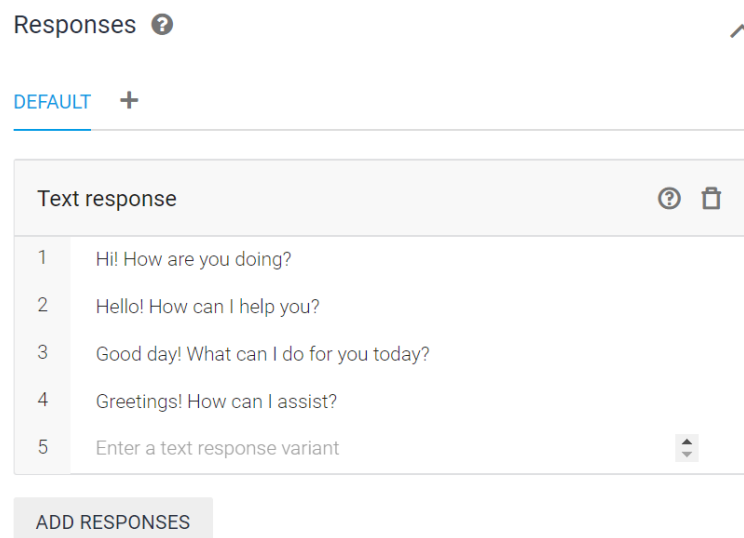 Responses
DEFAULT
Text response
1 Hi! How are you doing?
2 Hello! How can I help you?
3 Good day! What can I do for you today?
4 Greetings! How can I assist?
5 Enter a text response variant
ADD RESPONSES